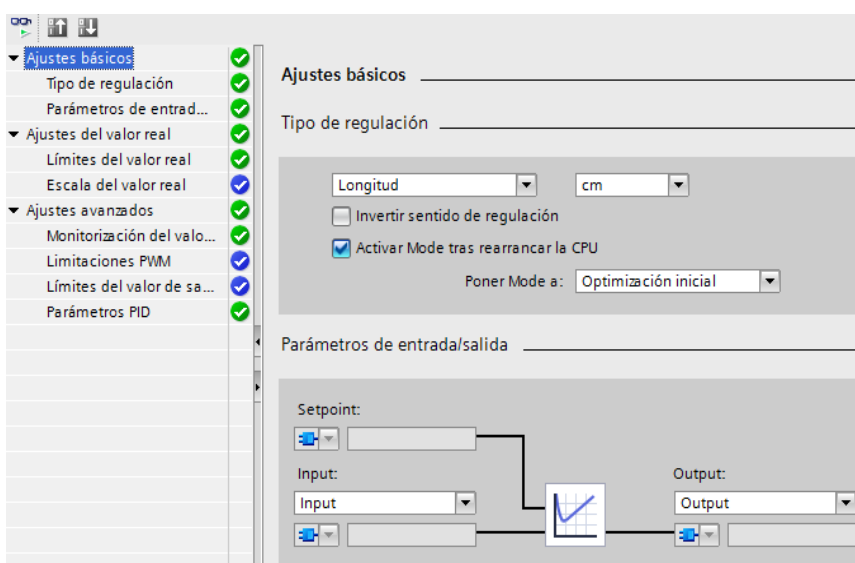 Ajustes básicos
Tipo de regulación
Parámetros de entrad...
Ajustes del valor real
Límites del valor real
Escala del valor real
Ajustes avanzados
Monitorización del valo...
Limitaciones PWM
Límites del valor de sa...
Parámetros PID
Ajustes básicos
Tipo de regulación
Longitud cm
Invertir sentido de regulación
Activar Mode tras rearrancar la CPU
Poner Mode a: Optimización inicial
Parámetros de entrada/salida
Setpoint:
Input: Output:
Input Output